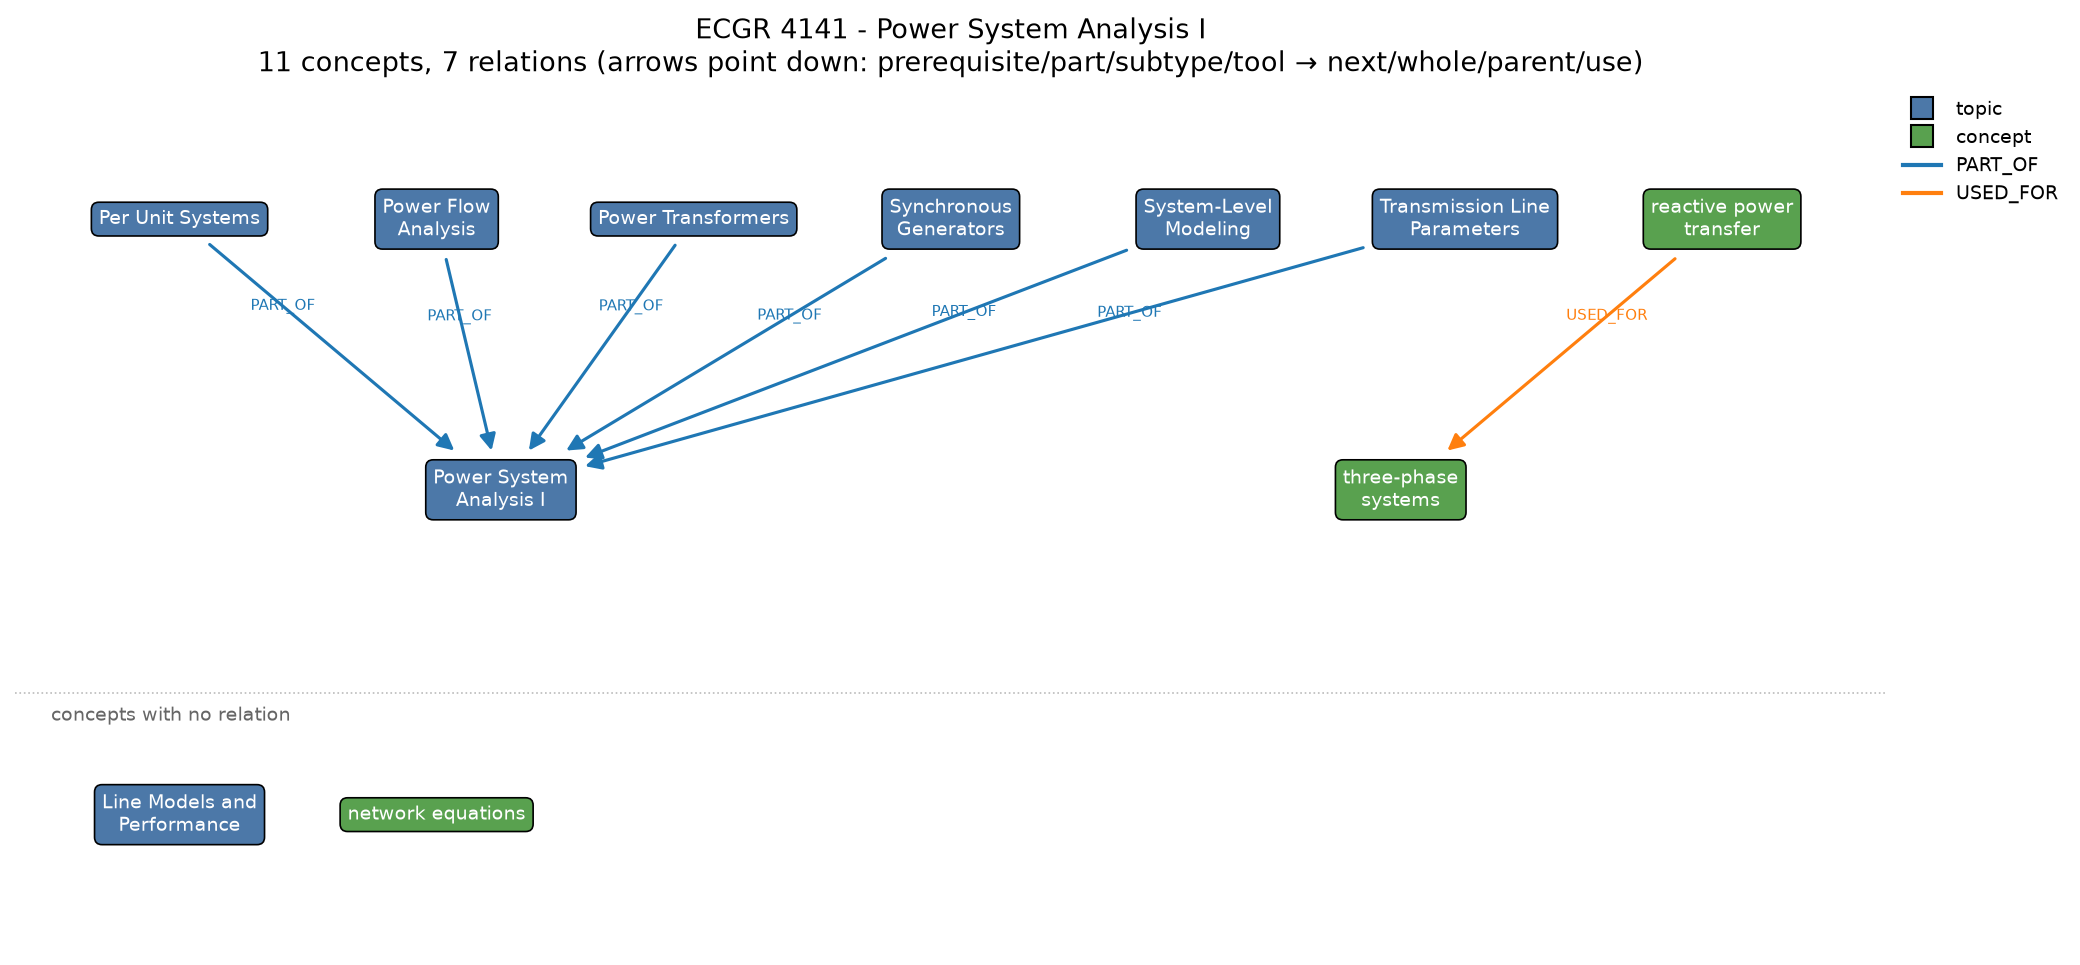 ECGR 4141 - Power System Analysis I
11 concepts, 7 relations (arrows point down: prerequisite/part/subtype/tool → next/whole/parent/use)
topic
concept
PART_OF
USED_FOR
Per Unit Systems
Power Flow
Analysis
Power Transformers
Synchronous
Generators
System-Level
Modeling
Transmission Line
Parameters
reactive power
transfer
PART_OF
PART_OF
PART_OF
PART_OF
PART_OF
PART_OF
USED_FOR
Power System
Analysis I
three-phase
systems
concepts with no relation
Line Models and
Performance
network equations